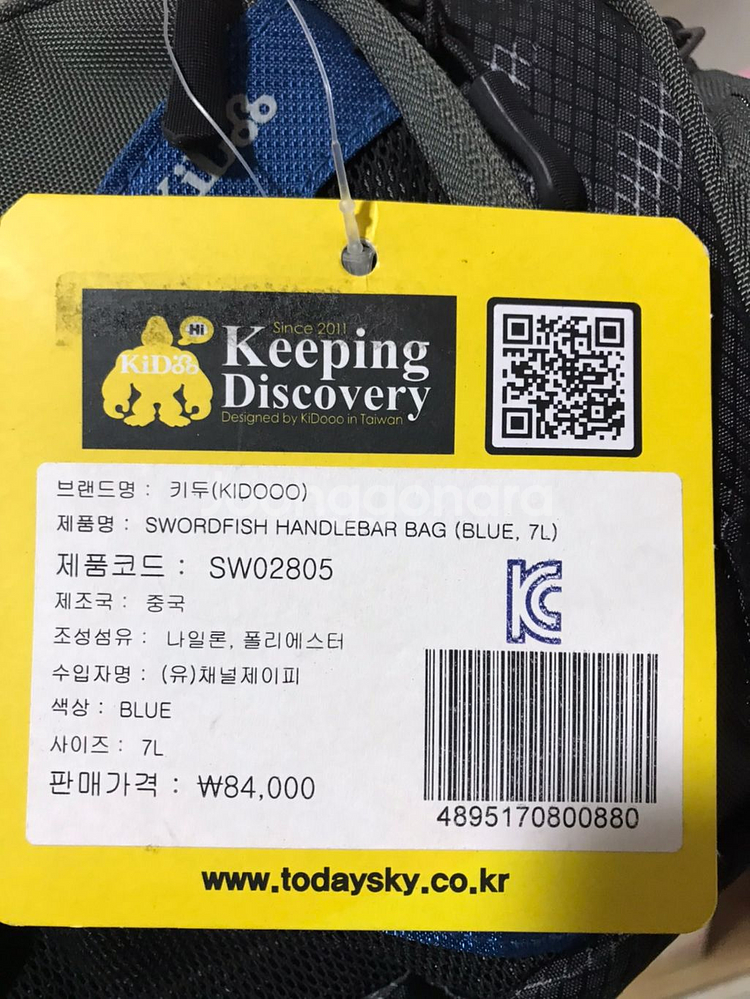 KiDooo
Hi
KiDooo
Since 2011
Keeping
Discovery
Designed by KiDooo in Taiwan
브랜드명 : 키두(KIDOOO)
제품명 : SWORDFISH HANDLEBAR BAG (BLUE, 7L)
제품코드 : SW02805
제조국 : 중국
조성섬유 : 나일론, 폴리에스터
수입자명 : (유)채널제이피
색상 : BLUE
사이즈 : 7L
판매가격 : ₩84,000
KC
4895170800880
www.todaysky.co.kr
joonggonara